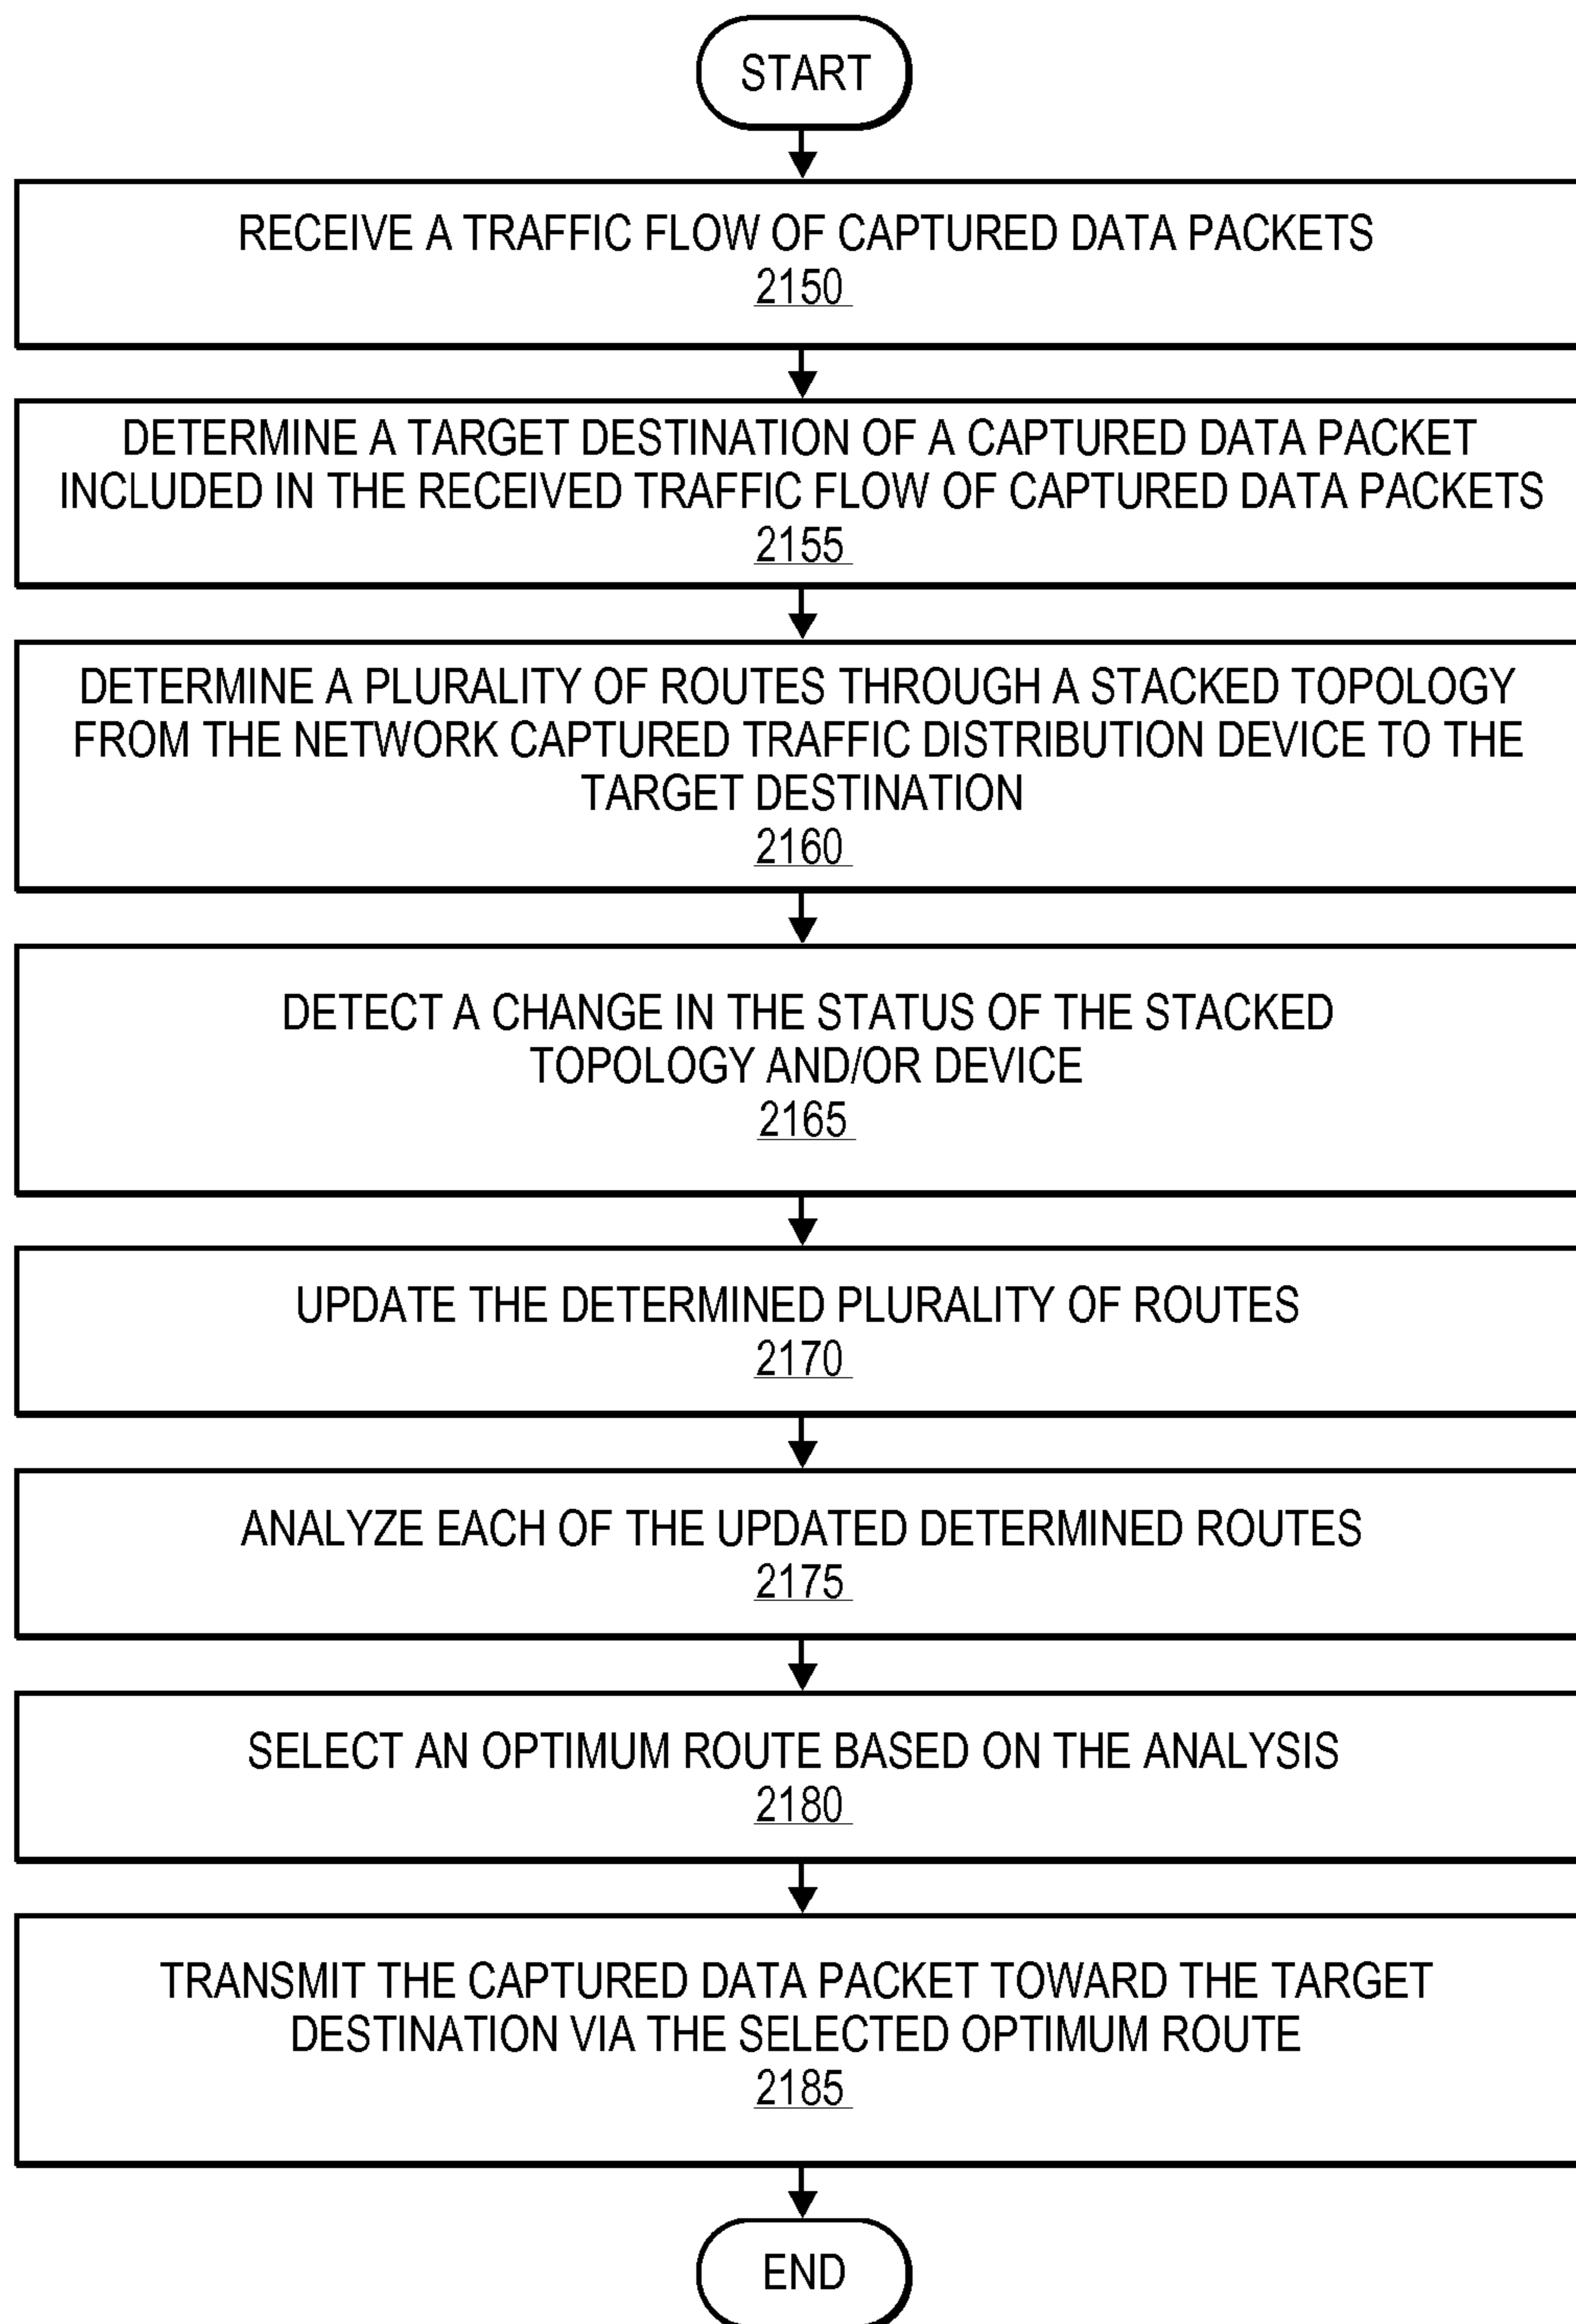 START
RECEIVE A TRAFFIC FLOW OF CAPTURED DATA PACKETS
2150
DETERMINE A TARGET DESTINATION OF A CAPTURED DATA PACKET
INCLUDED IN THE RECEIVED TRAFFIC FLOW OF CAPTURED DATA PACKETS
2155
DETERMINE A PLURALITY OF ROUTES THROUGH A STACKED TOPOLOGY
FROM THE NETWORK CAPTURED TRAFFIC DISTRIBUTION DEVICE TO THE
TARGET DESTINATION
2160
DETECT A CHANGE IN THE STATUS OF THE STACKED
TOPOLOGY AND/OR DEVICE
2165
UPDATE THE DETERMINED PLURALITY OF ROUTES
2170
ANALYZE EACH OF THE UPDATED DETERMINED ROUTES
2175
SELECT AN OPTIMUM ROUTE BASED ON THE ANALYSIS
2180
TRANSMIT THE CAPTURED DATA PACKET TOWARD THE TARGET
DESTINATION VIA THE SELECTED OPTIMUM ROUTE
2185
END